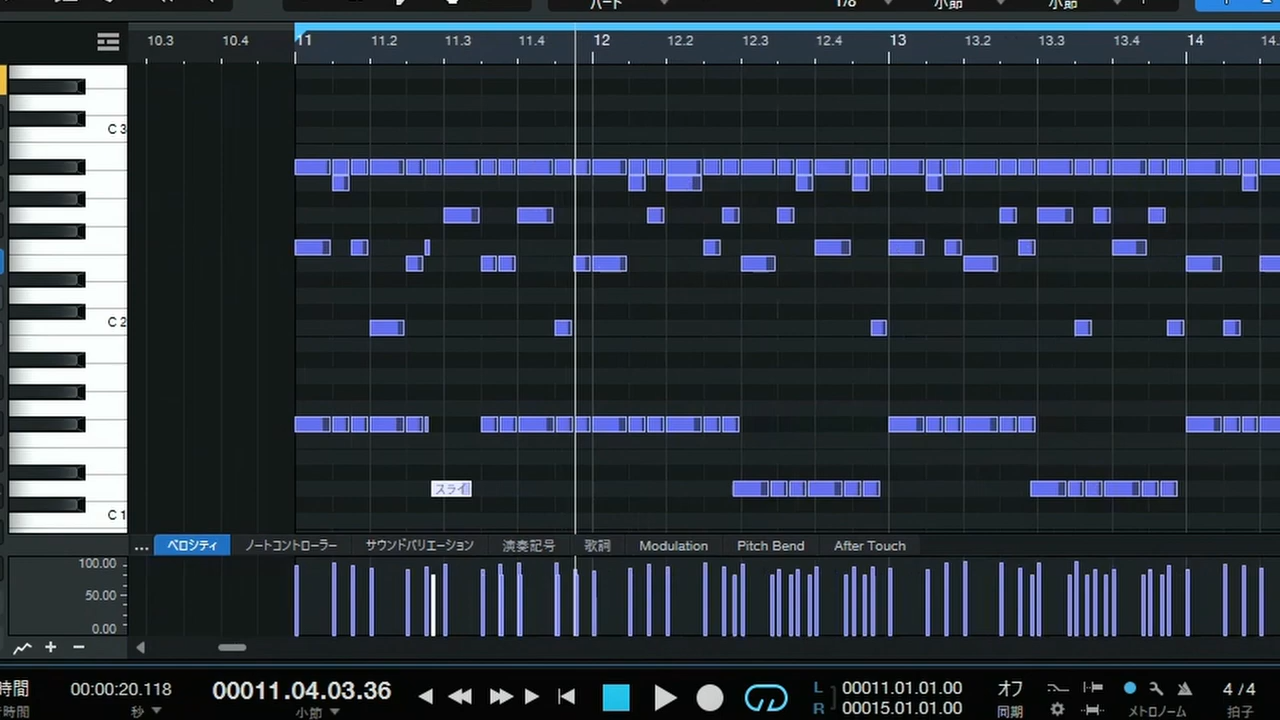 パート 1/8 小節 小節
10.3 10.4 11 11.2 11.3 11.4 12 12.2 12.3 12.4 13 13.2 13.3 13.4 14 14.
C 3
C 2
スライ
C 1
... ベロシティ ノートコントローラー サウンドバリエーション 演奏記号 歌詞 Modulation Pitch Bend After Touch
100.00
50.00
0.00
時間 00:00:20.118 00011.04.03.36 L 00011.01.01.00 オフ 4 / 4
時間 秒 小節 R 00015.01.01.00 同期 メトロノーム 拍子